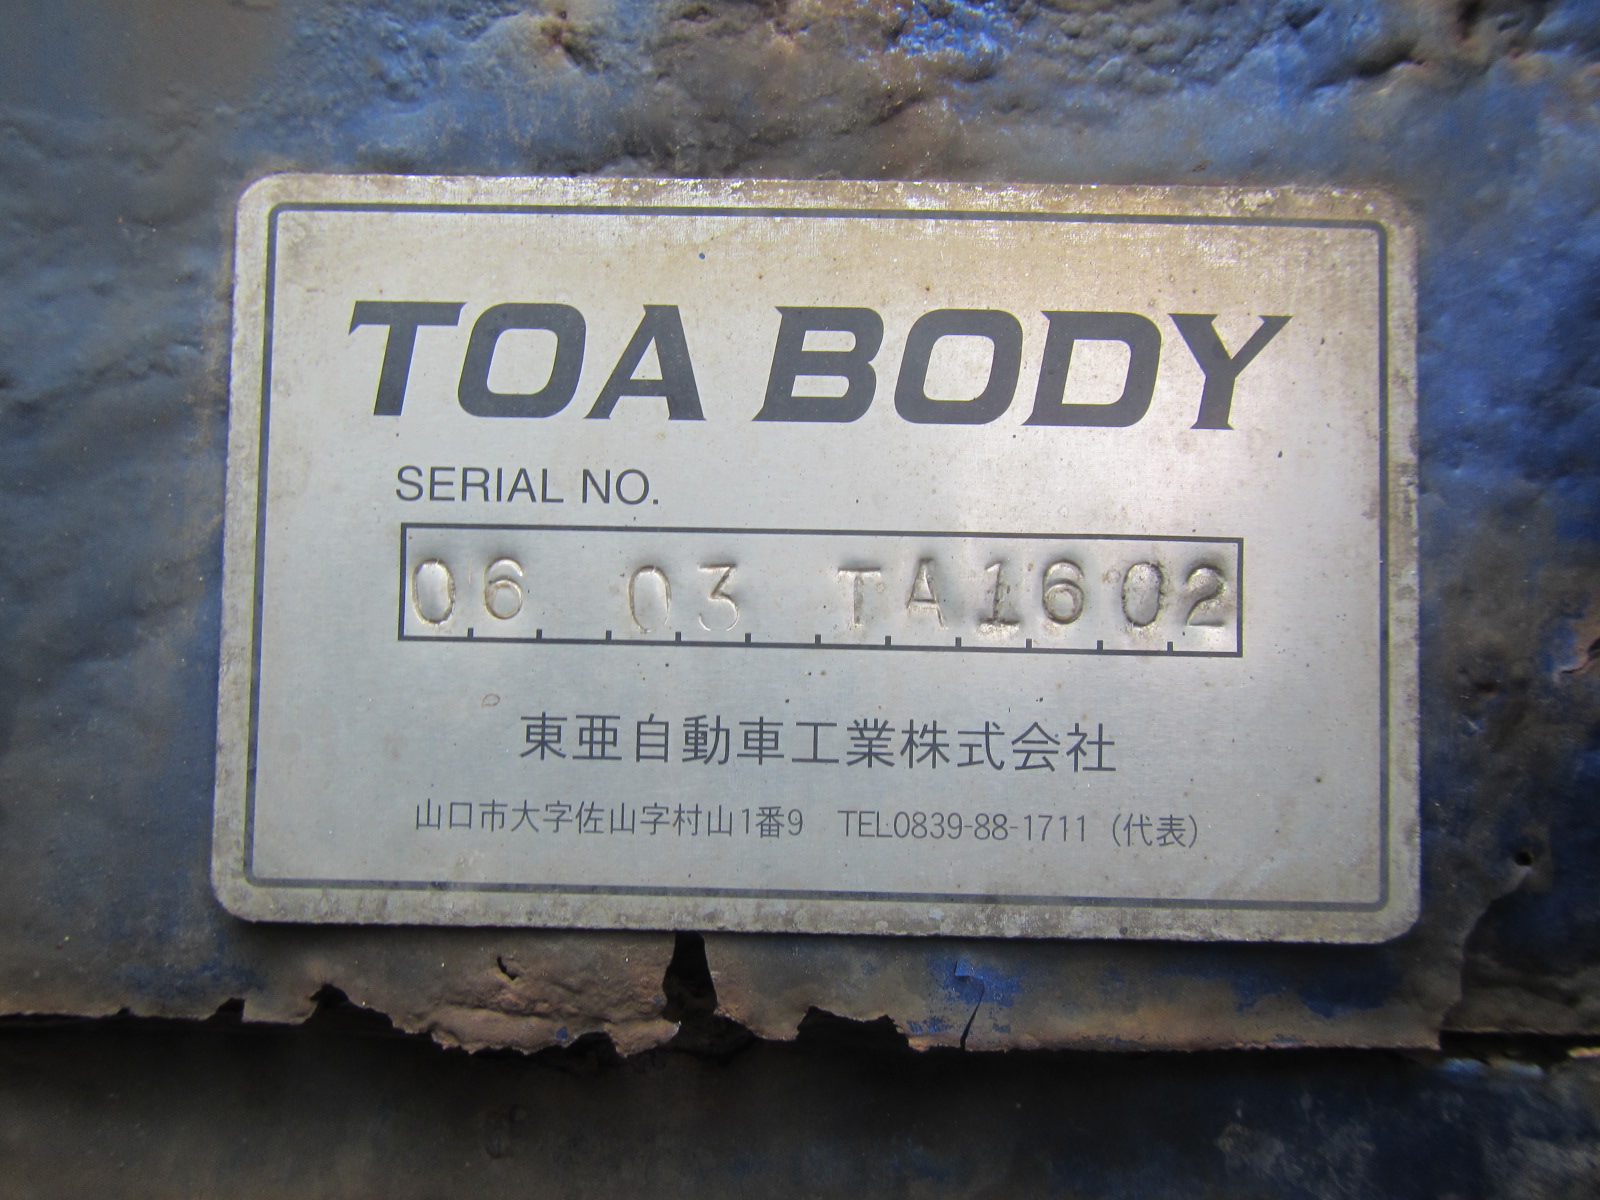 TOA BODY
SERIAL NO.
06 03 TA1602
東亜自動車工業株式会社
山口市大字佐山字村山1番9 TEL0839-88-1711 (代表)